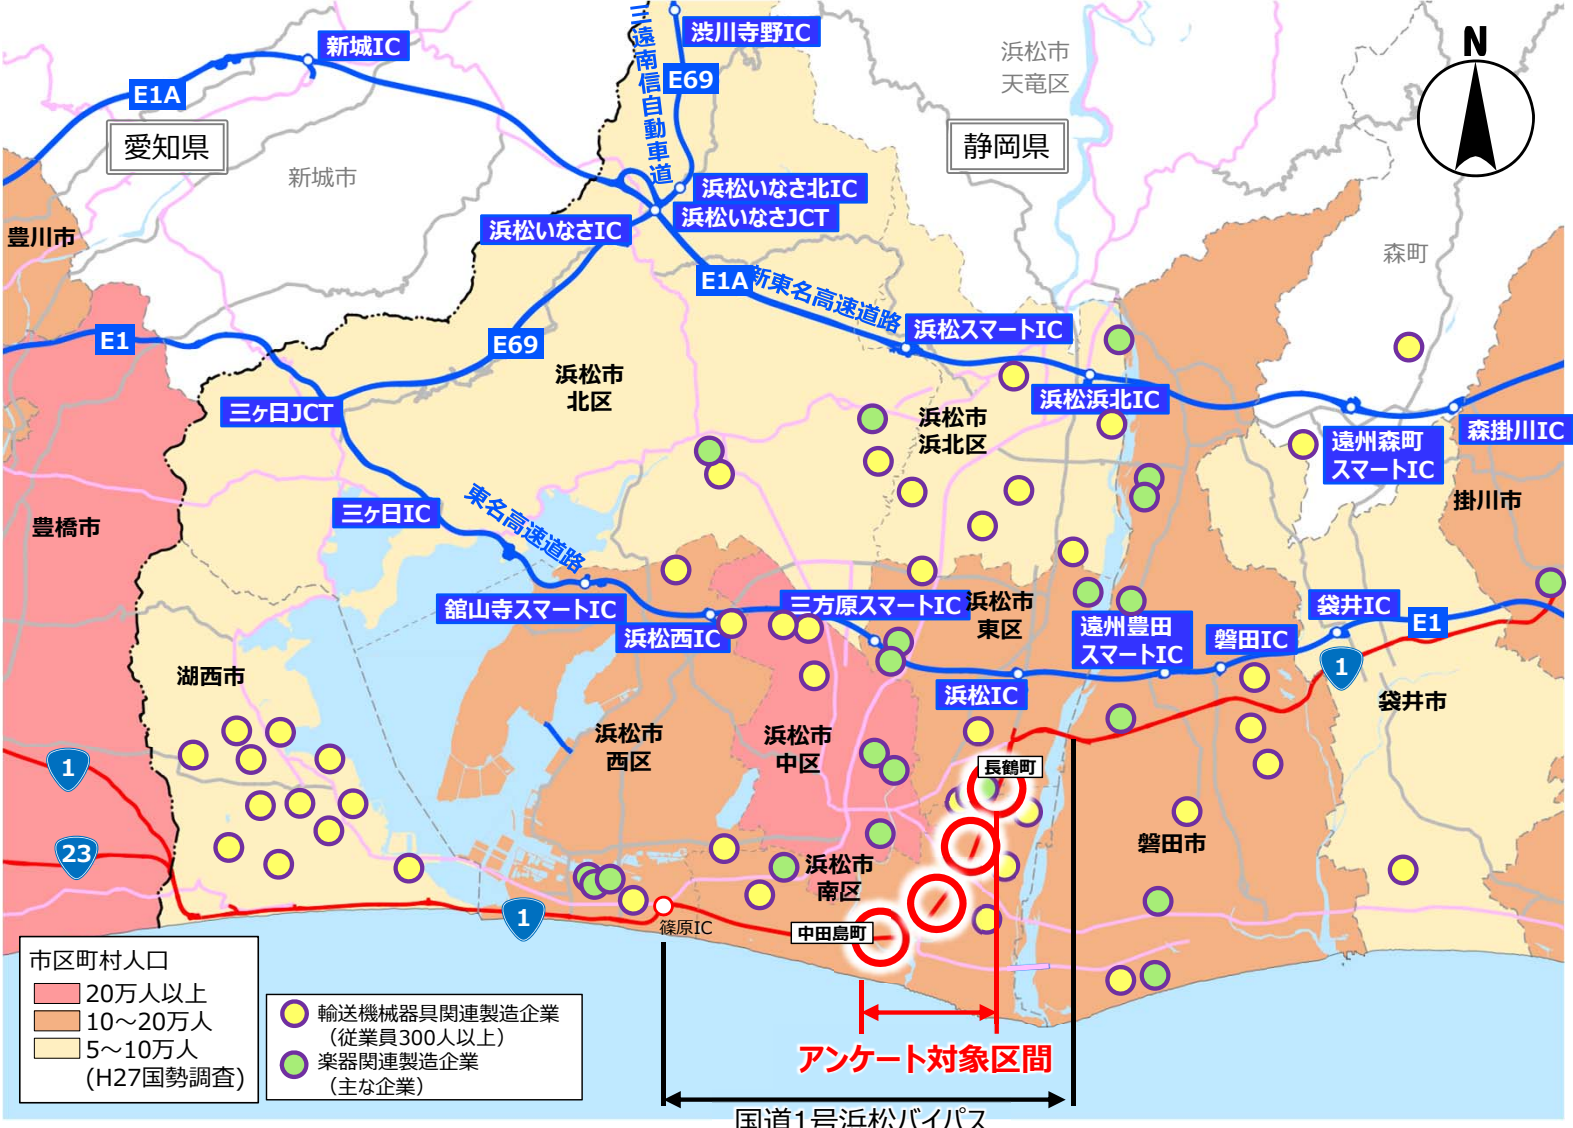 新城IC
渋川寺野IC
浜松市
天竜区
N
三遠南信自動車道
E69
E1A
愛知県
静岡県
新城市
浜松いなさ北IC
浜松いなさJCT
浜松いなさIC
豊川市
森町
E1A
新東名高速道路
浜松スマートIC
E1
E69
浜松市
北区
浜松浜北IC
三ヶ日JCT
浜松市
浜北区
遠州森町
スマートIC
森掛川IC
掛川市
三ヶ日IC
東名高速道路
豊橋市
舘山寺スマートIC
三方原スマートIC
浜松市
東区
袋井IC
E1
浜松西IC
遠州豊田
スマートIC
磐田IC
1
湖西市
浜松IC
袋井市
浜松市
西区
浜松市
中区
1
長鶴町
磐田市
23
浜松市
南区
1
篠原IC
中田島町
市区町村人口
20万人以上
10～20万人
5～10万人
(H27国勢調査)
輸送機械器具関連製造企業
（従業員300人以上）
楽器関連製造企業
（主な企業）
アンケート対象区間
国道1号浜松バイパス